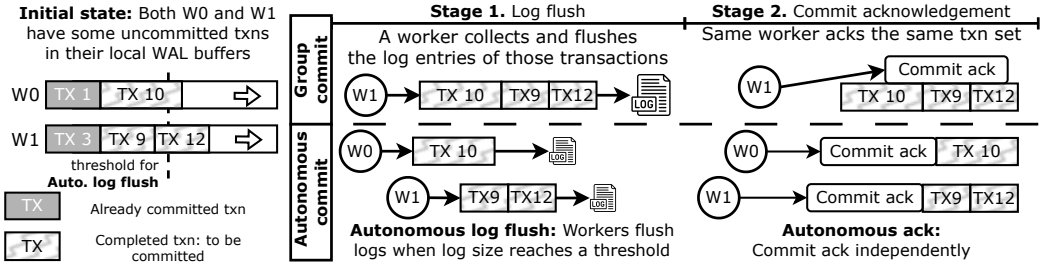 Initial state: Both W0 and W1
have some uncommitted txns
in their local WAL buffers
W0 TX 1 TX 10
W1 TX 3 TX 9 TX 12
threshold for
Auto. log flush
TX Already committed txn
TX Completed txn: to be
committed
Group
commit
Autonomous
commit
Stage 1. Log flush
A worker collects and flushes
the log entries of those transactions
W1 TX 10 TX9 TX12 LOG
W0 TX 10 LOG
W1 TX9 TX12 LOG
Autonomous log flush: Workers flush
logs when log size reaches a threshold
Stage 2. Commit acknowledgement
Same worker acks the same txn set
W1 Commit ack
TX 10 TX9 TX12
W0 Commit ack TX 10
W1 Commit ack TX9 TX12
Autonomous ack:
Commit ack independently